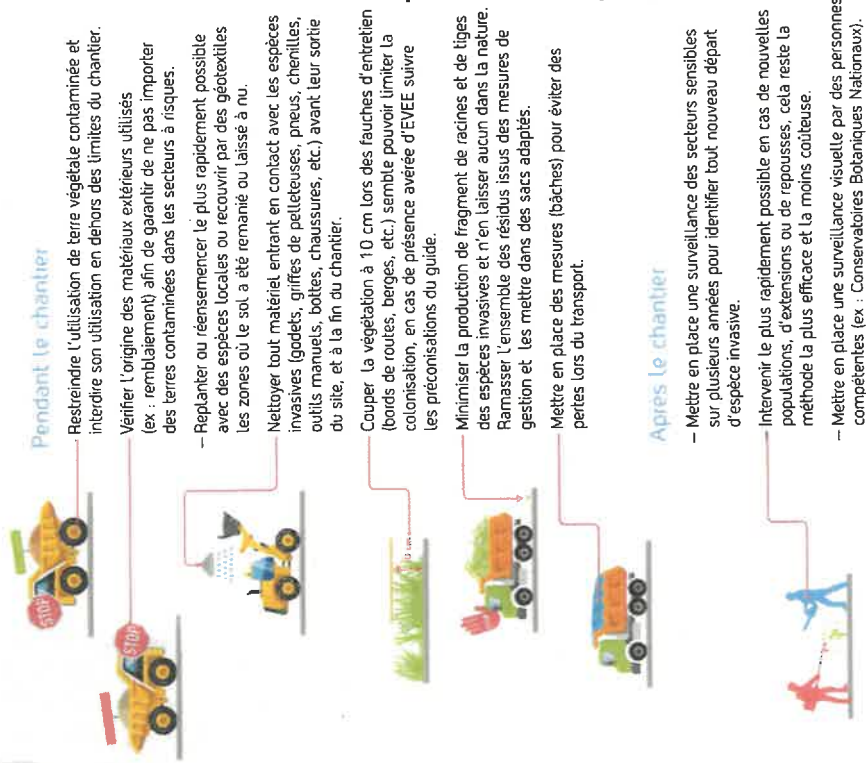 Pendant le chantier
Restreindre l'utilisation de terre végétale contaminée et
interdire son utilisation en dehors des limites du chantier.
Vérifier l'origine des matériaux extérieurs utilisés
(ex : remblaiement) afin de garantir de ne pas importer
des terres contaminées dans les secteurs à risques.
— Replanter ou réensemencer le plus rapidement possible
avec des espèces locales ou recouvrir par des géotextiles
les zones où le sol a été remanié ou laissé à nu.
Nettoyer tout matériel entrant en contact avec les espèces
invasives (godets, griffes de pelleteuses, pneus, chenilles,
outils manuels, bottes, chaussures, etc.) avant leur sortie
du site, et à la fin du chantier.
Couper la végétation à 10 cm lors des fauches d'entretien
(bords de routes, berges, etc.) semble pouvoir limiter la
colonisation, en cas de présence avérée d'EVEE suivre
les préconisations du guide.
Minimiser la production de fragment de racines et de tiges
des espèces invasives et n'en laisser aucun dans la nature.
Ramasser l'ensemble des résidus issus des mesures de
gestion et les mettre dans des sacs adaptés.
Mettre en place des mesures (bâches) pour éviter des
pertes lors du transport.
STOP
STOP
Après le chantier
— Mettre en place une surveillance des secteurs sensibles
sur plusieurs années pour identifier tout nouveau départ
d'espèce invasive.
Intervenir le plus rapidement possible en cas de nouvelles
populations, d'extensions ou de repousses, cela reste la
méthode la plus efficace et la moins coûteuse.
— Mettre en place une surveillance visuelle par des personnes
compétentes (ex : Conservatoires Botaniques Nationaux).